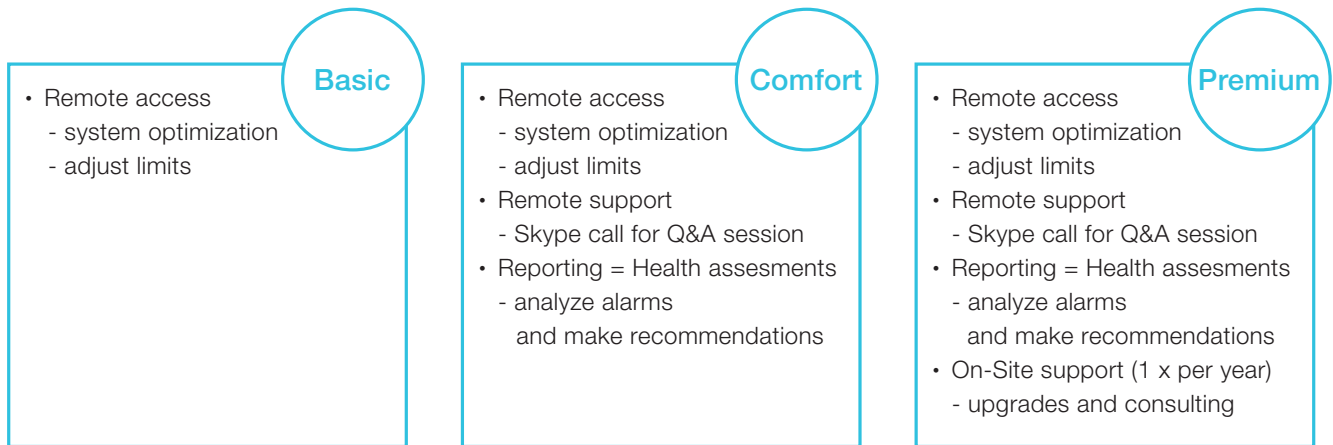 Basic
• Remote access
- system optimization
- adjust limits
Comfort
• Remote access
- system optimization
- adjust limits
• Remote support
- Skype call for Q&A session
• Reporting = Health assesments
- analyze alarms
and make recommendations
Premium
• Remote access
- system optimization
- adjust limits
• Remote support
- Skype call for Q&A session
• Reporting = Health assesments
- analyze alarms
and make recommendations
• On-Site support (1 x per year)
- upgrades and consulting